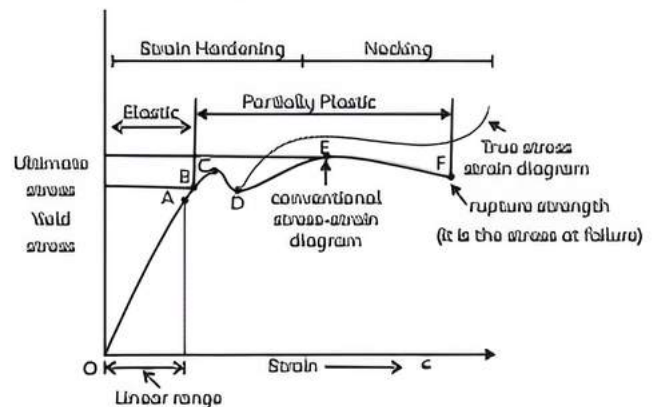 Strain Hardening
Necking
Elastic
Partially Plastic
Ultimate
stress
Yield
stress
A
B
C
D
E
F
True stress
strain diagram
conventional
stress-strain
diagram
rupture strength
(it is the stress at failure)
O
Strain
Linear range